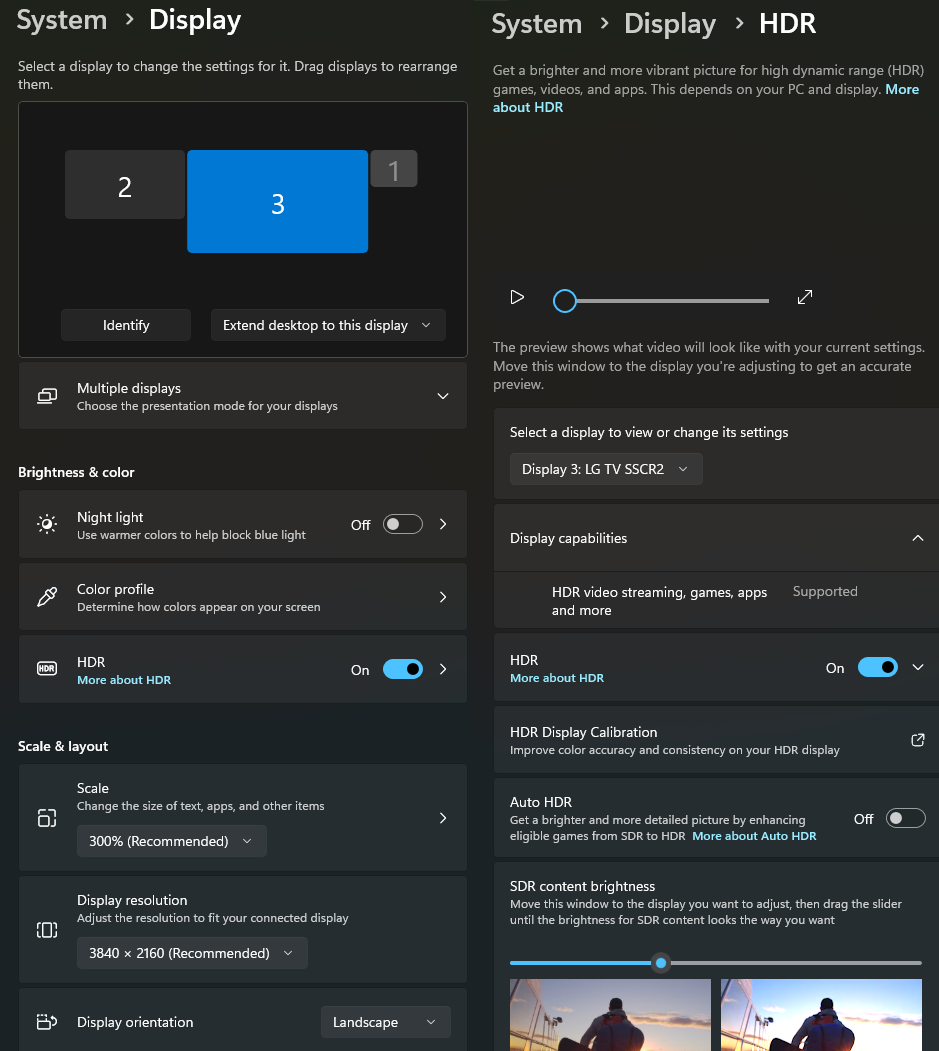 System > Display
Select a display to change the settings for it. Drag displays to rearrange
them.
2
3
1
Identify
Extend desktop to this display
Multiple displays
Choose the presentation mode for your displays
Brightness & color
Night light
Use warmer colors to help block blue light
Off
Color profile
Determine how colors appear on your screen
HDR
HDR
More about HDR
On
Scale & layout
Scale
Change the size of text, apps, and other items
300% (Recommended)
Display resolution
Adjust the resolution to fit your connected display
3840 × 2160 (Recommended)
Display orientation
Landscape
System > Display > HDR
Get a brighter and more vibrant picture for high dynamic range (HDR)
games, videos, and apps. This depends on your PC and display. More
about HDR
The preview shows what video will look like with your current settings.
Move this window to the display you're adjusting to get an accurate
preview.
Select a display to view or change its settings
Display 3: LG TV SSCR2
Display capabilities
HDR video streaming, games, apps
and more
Supported
HDR
More about HDR
On
HDR Display Calibration
Improve color accuracy and consistency on your HDR display
Auto HDR
Get a brighter and more detailed picture by enhancing
eligible games from SDR to HDR More about Auto HDR
Off
SDR content brightness
Move this window to the display you want to adjust, then drag the slider
until the brightness for SDR content looks the way you want